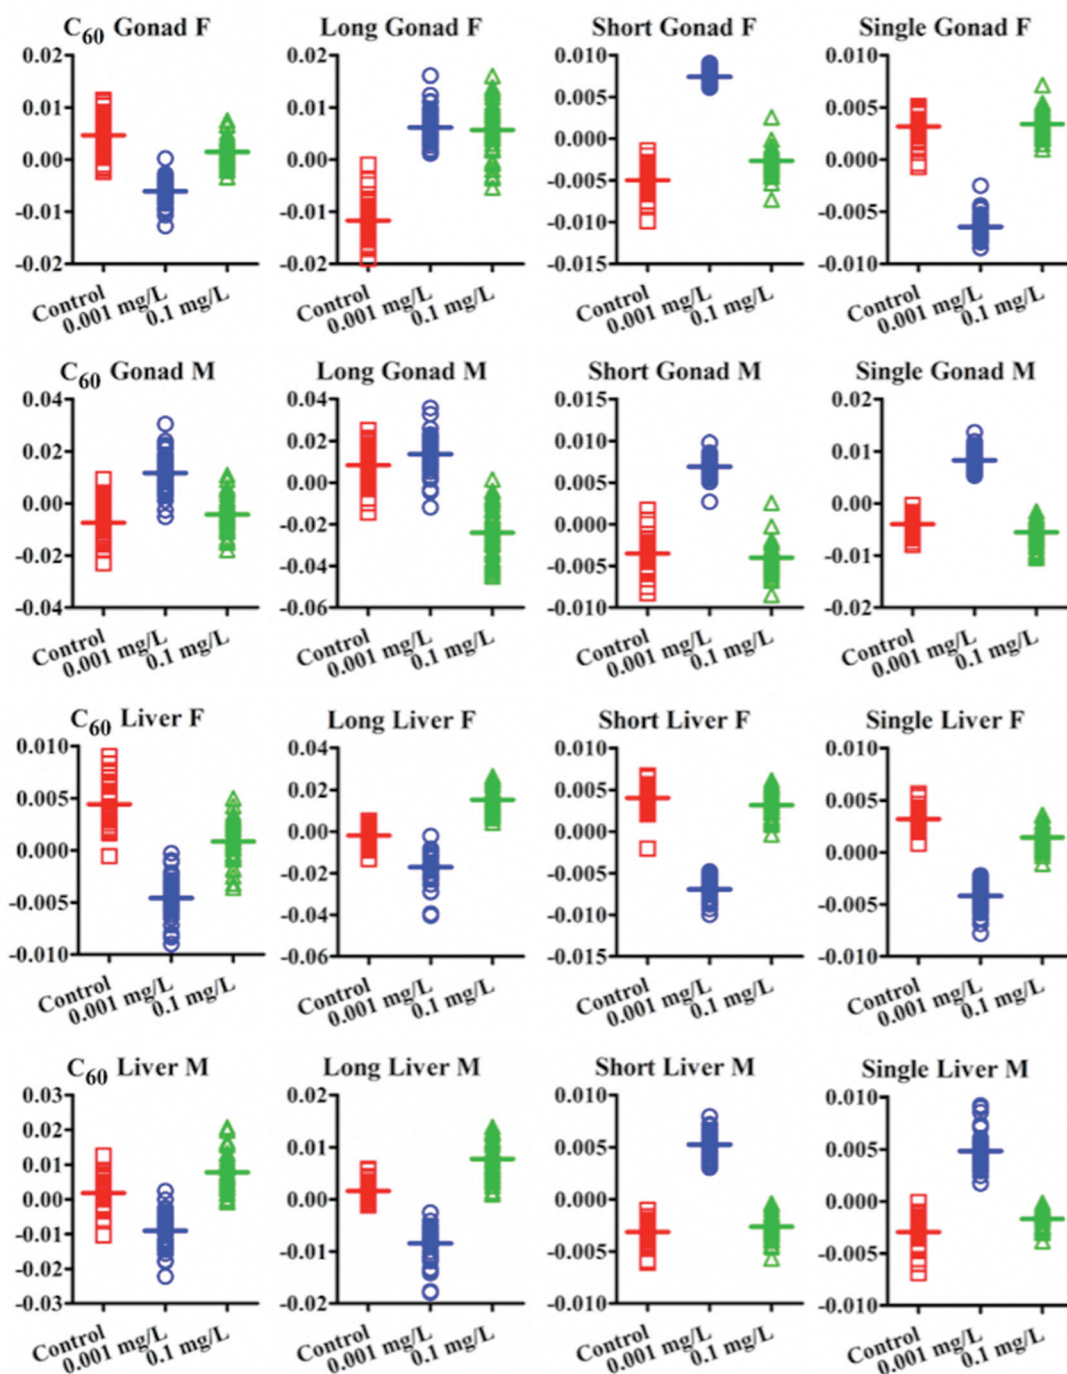 C60 Gonad F
0.02
0.01
0.00
-0.01
-0.02
Control
0.001 mg/L
0.1 mg/L
Long Gonad F
0.02
0.01
0.00
-0.01
-0.02
Control
0.001 mg/L
0.1 mg/L
Short Gonad F
0.010
0.005
0.000
-0.005
-0.010
-0.015
Control
0.001 mg/L
0.1 mg/L
Single Gonad F
0.010
0.005
0.000
-0.005
-0.010
Control
0.001 mg/L
0.1 mg/L
C60 Gonad M
0.04
0.02
0.00
-0.02
-0.04
Control
0.001 mg/L
0.1 mg/L
Long Gonad M
0.04
0.02
0.00
-0.02
-0.04
-0.06
Control
0.001 mg/L
0.1 mg/L
Short Gonad M
0.015
0.010
0.005
0.000
-0.005
-0.010
Control
0.001 mg/L
0.1 mg/L
Single Gonad M
0.02
0.01
0.00
-0.01
-0.02
Control
0.001 mg/L
0.1 mg/L
C60 Liver F
0.010
0.005
0.000
-0.005
-0.010
Control
0.001 mg/L
0.1 mg/L
Long Liver F
0.04
0.02
0.00
-0.02
-0.04
-0.06
Control
0.001 mg/L
0.1 mg/L
Short Liver F
0.010
0.005
0.000
-0.005
-0.010
-0.015
Control
0.001 mg/L
0.1 mg/L
Single Liver F
0.010
0.005
0.000
-0.005
-0.010
Control
0.001 mg/L
0.1 mg/L
C60 Liver M
0.03
0.02
0.01
0.00
-0.01
-0.02
-0.03
Control
0.001 mg/L
0.1 mg/L
Long Liver M
0.02
0.01
0.00
-0.01
-0.02
Control
0.001 mg/L
0.1 mg/L
Short Liver M
0.010
0.005
0.000
-0.005
-0.010
Control
0.001 mg/L
0.1 mg/L
Single Liver M
0.010
0.005
0.000
-0.005
-0.010
Control
0.001 mg/L
0.1 mg/L